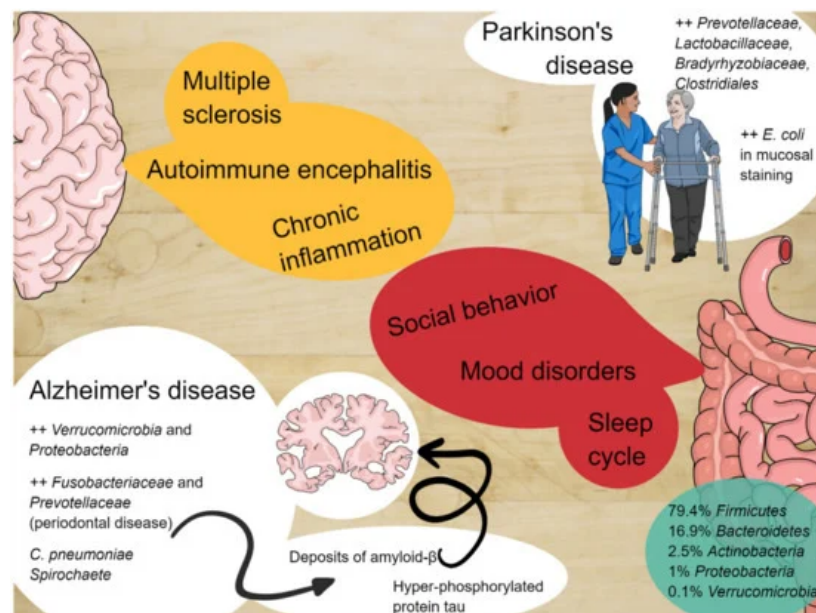 Multiple
sclerosis
Autoimmune encephalitis
Chronic
inflammation
Parkinson's
disease
++ Prevotellaceae,
Lactobacillaceae,
Bradyrhyzobiaceae,
Clostridiales
++ E. coli
in mucosal
staining
Social behavior
Mood disorders
Sleep
cycle
Alzheimer's disease
++ Verrucomicrobia and
Proteobacteria
++ Fusobacteriaceae and
Prevotellaceae
(periodontal disease)
C. pneumoniae
Spirochaete
Deposits of amyloid-β
Hyper-phosphorylated
protein tau
79.4% Firmicutes
16.9% Bacteroidetes
2.5% Actinobacteria
1% Proteobacteria
0.1% Verrucomicrobia